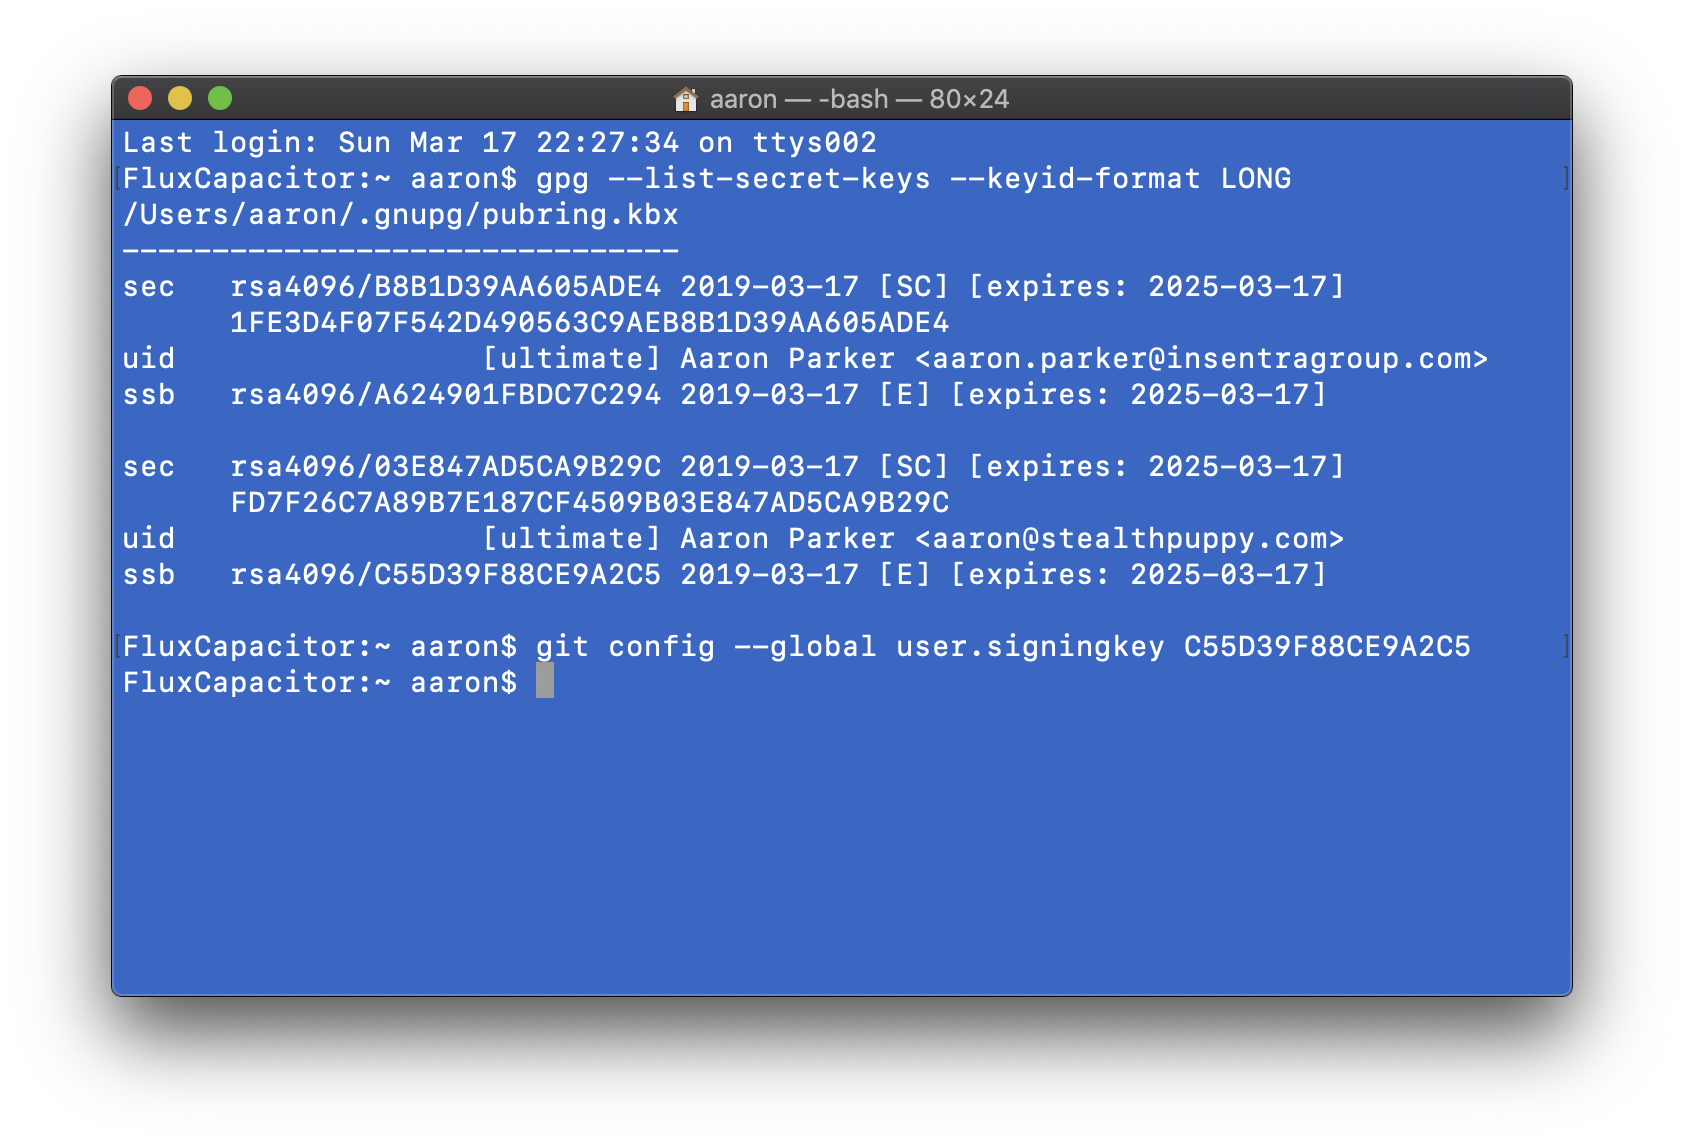 aaron — -bash — 80×24
Last login: Sun Mar 17 22:27:34 on ttys002
[FluxCapacitor:~ aaron$ gpg --list-secret-keys --keyid-format LONG ]
/Users/aaron/.gnupg/pubring.kbx
-------------------------------
sec   rsa4096/B8B1D39AA605ADE4 2019-03-17 [SC] [expires: 2025-03-17]
      1FE3D4F07F542D490563C9AEB8B1D39AA605ADE4
uid                 [ultimate] Aaron Parker <aaron.parker@insentragroup.com>
ssb   rsa4096/A624901FBDC7C294 2019-03-17 [E] [expires: 2025-03-17]
sec   rsa4096/03E847AD5CA9B29C 2019-03-17 [SC] [expires: 2025-03-17]
      FD7F26C7A89B7E187CF4509B03E847AD5CA9B29C
uid                 [ultimate] Aaron Parker <aaron@stealthpuppy.com>
ssb   rsa4096/C55D39F88CE9A2C5 2019-03-17 [E] [expires: 2025-03-17]
[FluxCapacitor:~ aaron$ git config --global user.signingkey C55D39F88CE9A2C5 ]
FluxCapacitor:~ aaron$